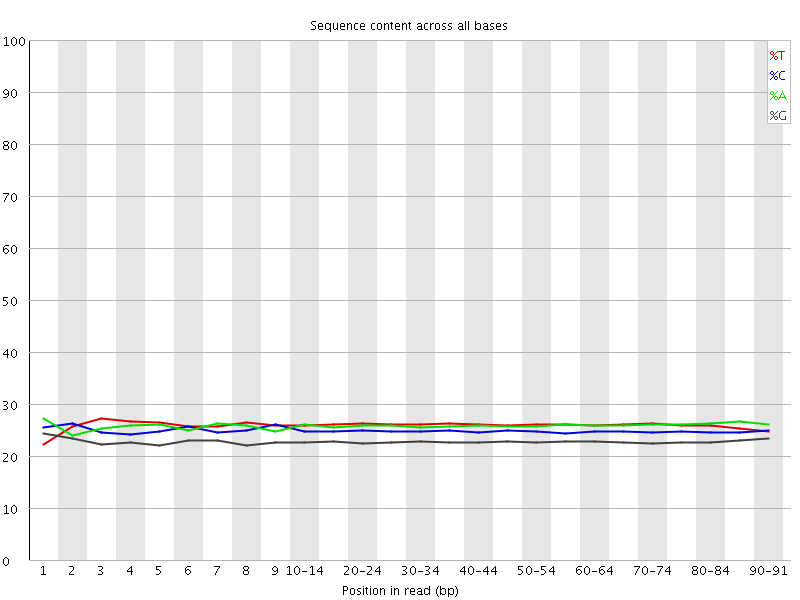 Sequence content across all bases
100
90
80
70
60
50
40
30
20
10
0
%T
%C
%A
%G
1 2 3 4 5 6 7 8 9 10-14 20-24 30-34 40-44 50-54 60-64 70-74 80-84 90-91
Position in read (bp)